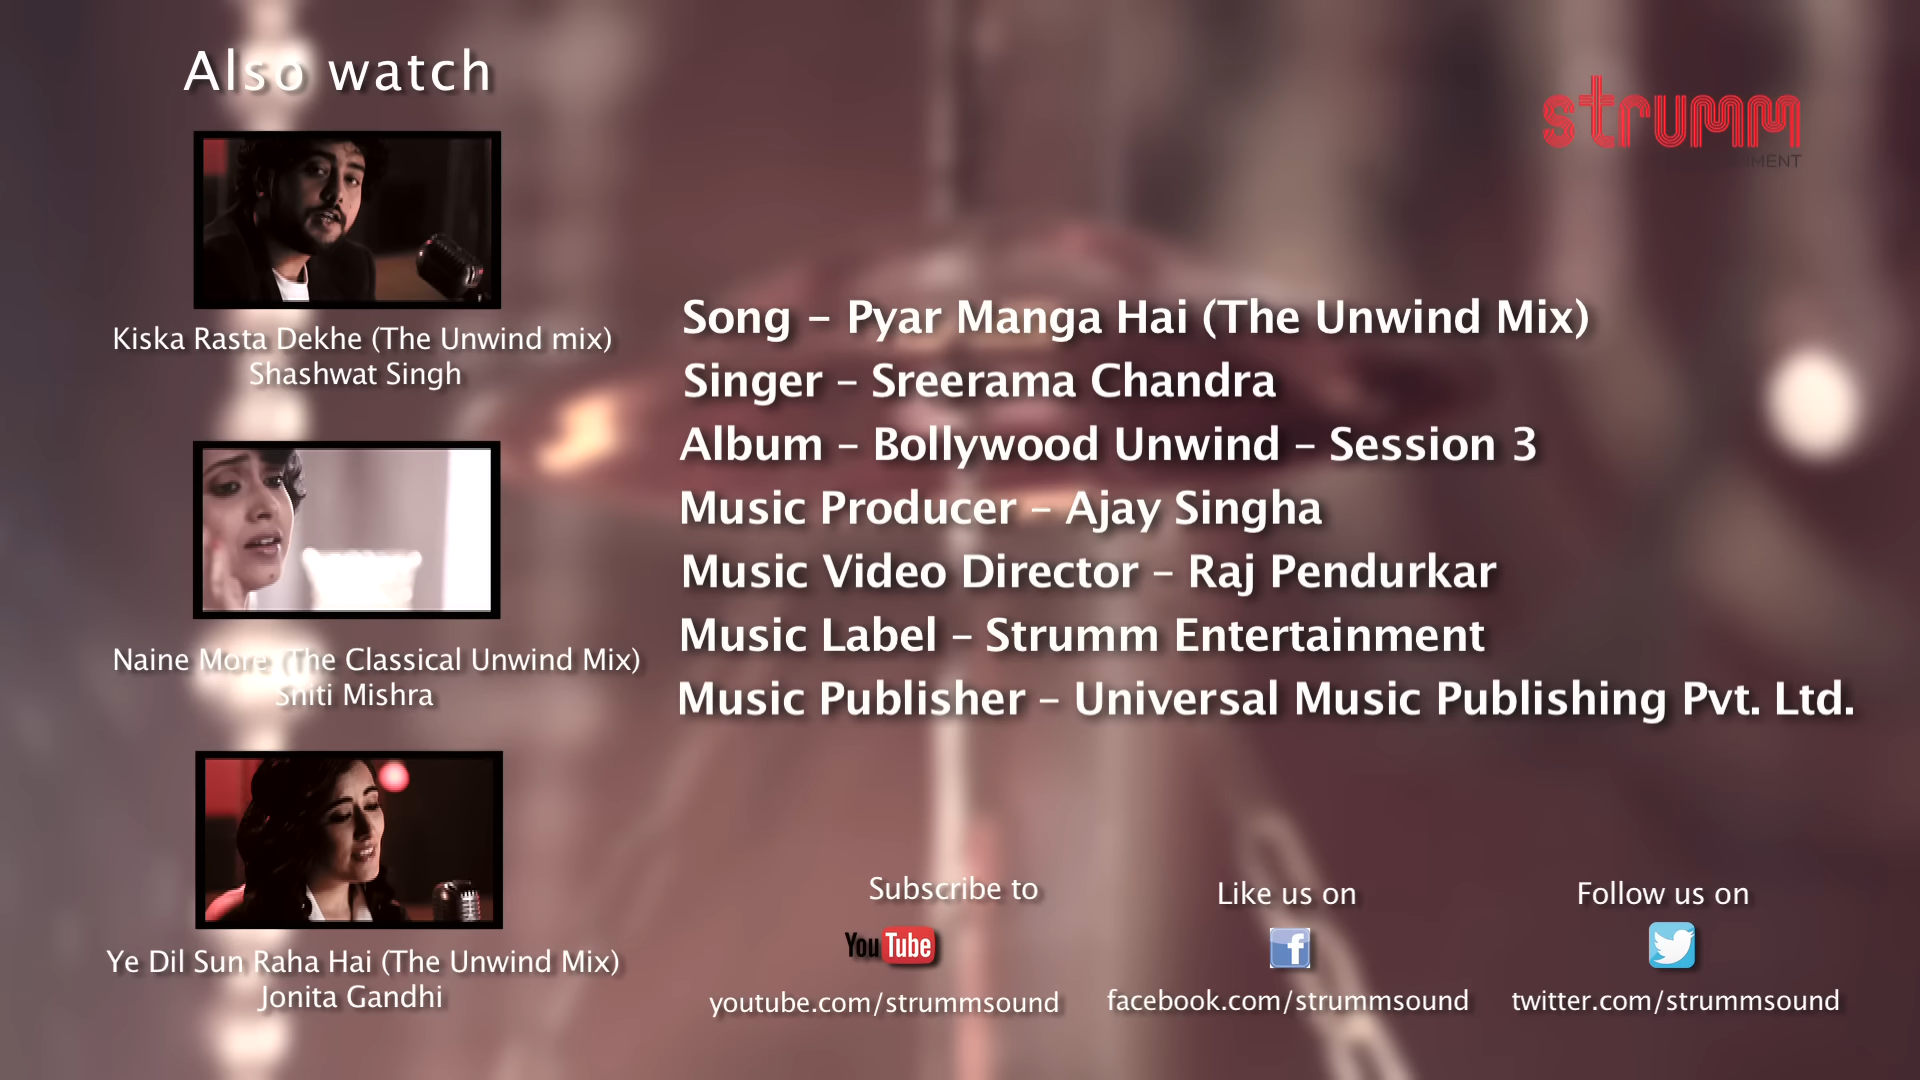 Also watch
Kiska Rasta Dekhe (The Unwind mix)
Shashwat Singh
Naine More (The Classical Unwind Mix)
Sniti Mishra
Ye Dil Sun Raha Hai (The Unwind Mix)
Jonita Gandhi
strumm
Song – Pyar Manga Hai (The Unwind Mix)
Singer – Sreerama Chandra
Album – Bollywood Unwind – Session 3
Music Producer – Ajay Singha
Music Video Director – Raj Pendurkar
Music Label – Strumm Entertainment
Music Publisher – Universal Music Publishing Pvt. Ltd.
Subscribe to
YouTube
youtube.com/strummsound
Like us on
f
facebook.com/strummsound
Follow us on
twitter.com/strummsound